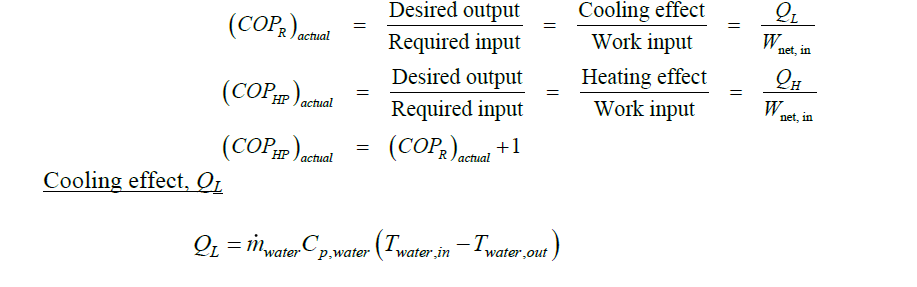 (COP_R)_actual = Desired output / Required input = Cooling effect / Work input = Q_L / W_net, in
(COP_HP)_actual = Desired output / Required input = Heating effect / Work input = Q_H / W_net, in
(COP_HP)_actual = (COP_R)_actual +1
Cooling effect, Q_L
Q_L = ṁ_water C_p,water (T_water,in − T_water,out)